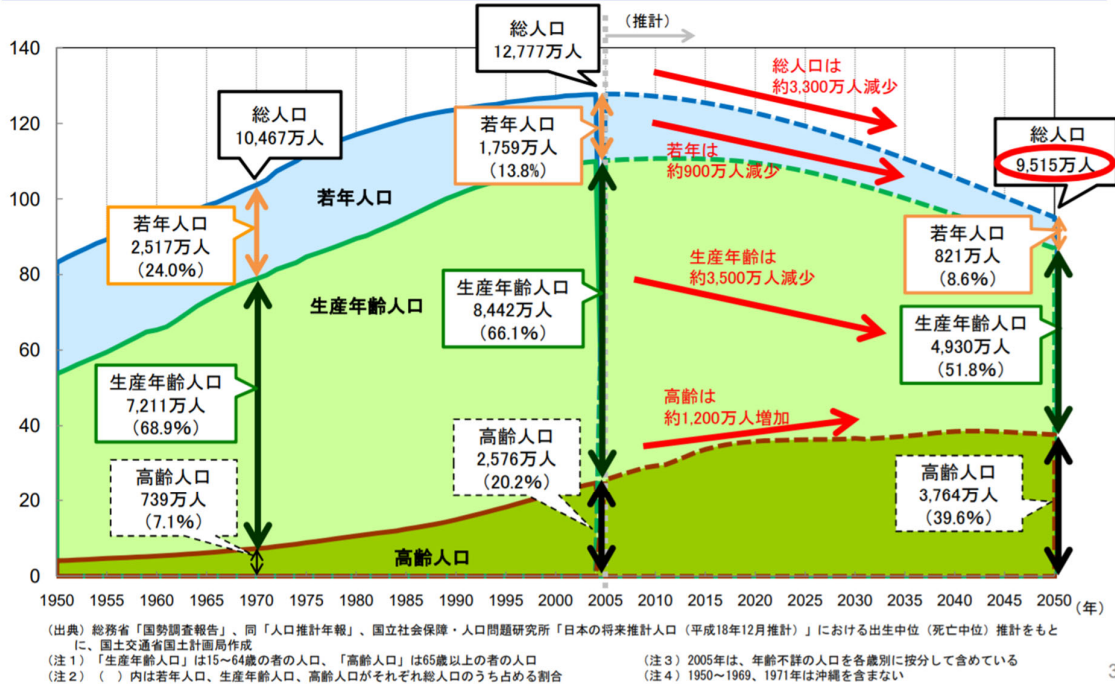 （推計）
140
120
100
80
60
40
20
0
総人口
12,777万人
総人口は
約3,300万人減少
総人口
10,467万人
若年人口
1,759万人
(13.8%)
若年は
約900万人減少
総人口
9,515万人
若年人口
若年人口
2,517万人
(24.0%)
若年人口
821万人
(8.6%)
生産年齢は
約3,500万人減少
生産年齢人口
生産年齢人口
8,442万人
(66.1%)
生産年齢人口
4,930万人
(51.8%)
生産年齢人口
7,211万人
(68.9%)
高齢は
約1,200万人増加
高齢人口
2,576万人
(20.2%)
高齢人口
739万人
(7.1%)
高齢人口
3,764万人
(39.6%)
高齢人口
1950 1955 1960 1965 1970 1975 1980 1985 1990 1995 2000 2005 2010 2015 2020 2025 2030 2035 2040 2045 2050 (年)
（出典）総務省「国勢調査報告」、同「人口推計年報」、国立社会保障・人口問題研究所「日本の将来推計人口（平成18年12月推計）」における出生中位（死亡中位）推計をもと
に、国土交通省国土計画局作成
（注１）「生産年齢人口」は15～64歳の者の人口、「高齢人口」は65歳以上の者の人口
（注２）（　）内は若年人口、生産年齢人口、高齢人口がそれぞれ総人口のうち占める割合
（注３）2005年は、年齢不詳の人口を各歳別に按分して含めている
（注４）1950～1969、1971年は沖縄を含まない
3